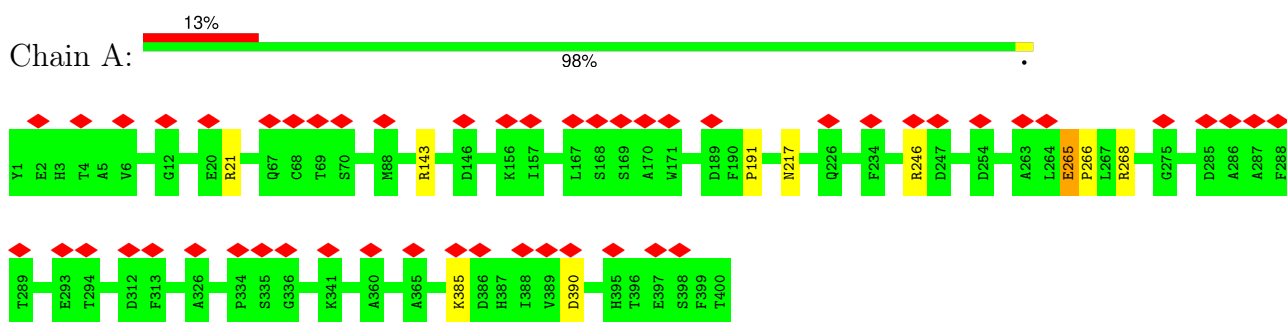 13%
Chain A:
98%
•
Y1 E2 H3 T4 A5 V6 G12 E20 R21 Q67 C68 T69 S70 M88 R143 D146 K156 I157 L167 S168 S169 A170 W171 D189 F190 P191 N217 Q226 F234 R246 D247 D254 A263 L264 E265 P266 L267 R268 G275 D285 A286 A287 F288
T289 E293 T294 D312 F313 A326 P334 S335 G336 K341 A360 A365 K385 D386 H387 I388 V389 D390 H395 T396 E397 S398 F399 T400